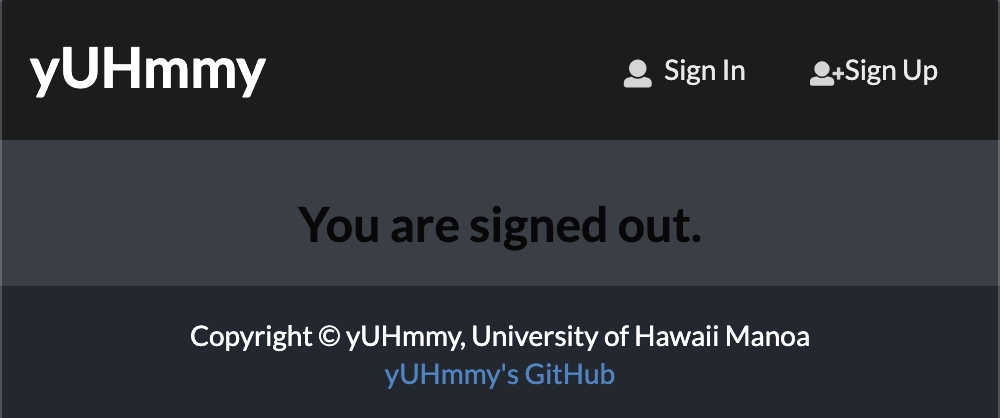 yUHmmy
Sign In
Sign Up
You are signed out.
Copyright © yUHmmy, University of Hawaii Manoa
yUHmmy's GitHub